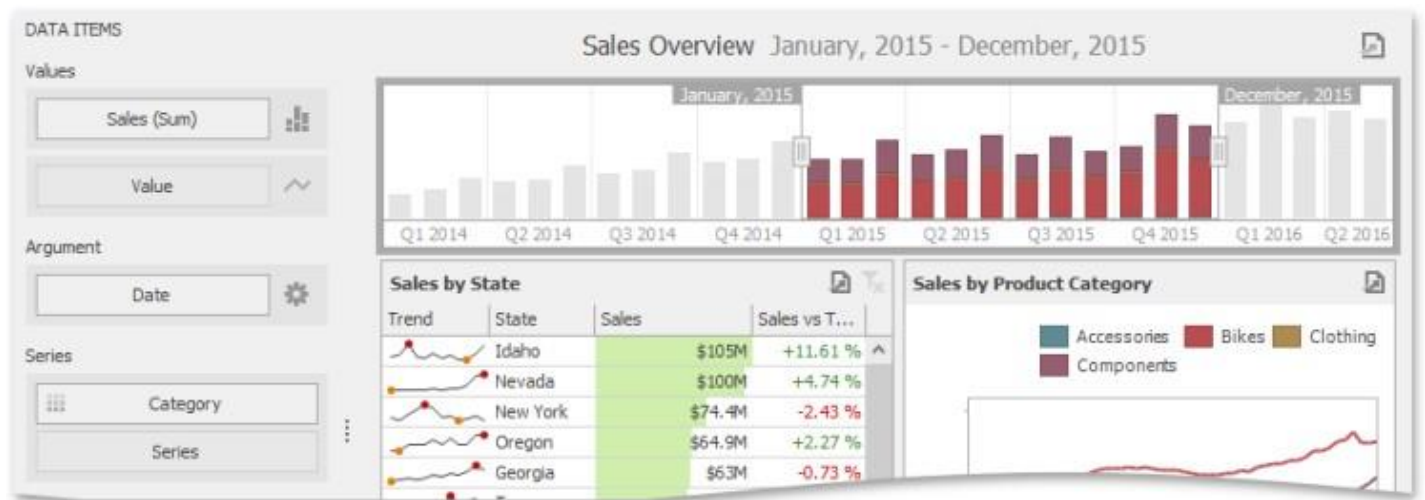 DATA ITEMS
Values
Sales (Sum)
Value
Argument
Date
Series
Category
Series
Sales Overview January, 2015 - December, 2015
January, 2015
December, 2015
Q1 2014 Q2 2014 Q3 2014 Q4 2014 Q1 2015 Q2 2015 Q3 2015 Q4 2015 Q1 2016 Q2 2016
Sales by State
Trend State Sales Sales vs T...
Idaho $105M +11.61 %
Nevada $100M +4.74 %
New York $74.4M -2.43 %
Oregon $64.9M +2.27 %
Georgia $63M -0.73 %
Sales by Product Category
Accessories Bikes Clothing
Components